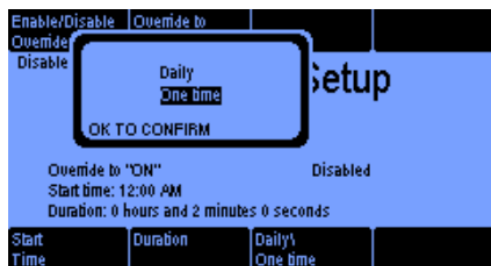 Enable/Disable
Override
Override to
Disable
Setup
Daily
One time
OK TO CONFIRM
Override to "ON"
Disabled
Start time: 12:00 AM
Duration: 0 hours and 2 minutes 0 seconds
Start
Time
Duration
Daily\
One time